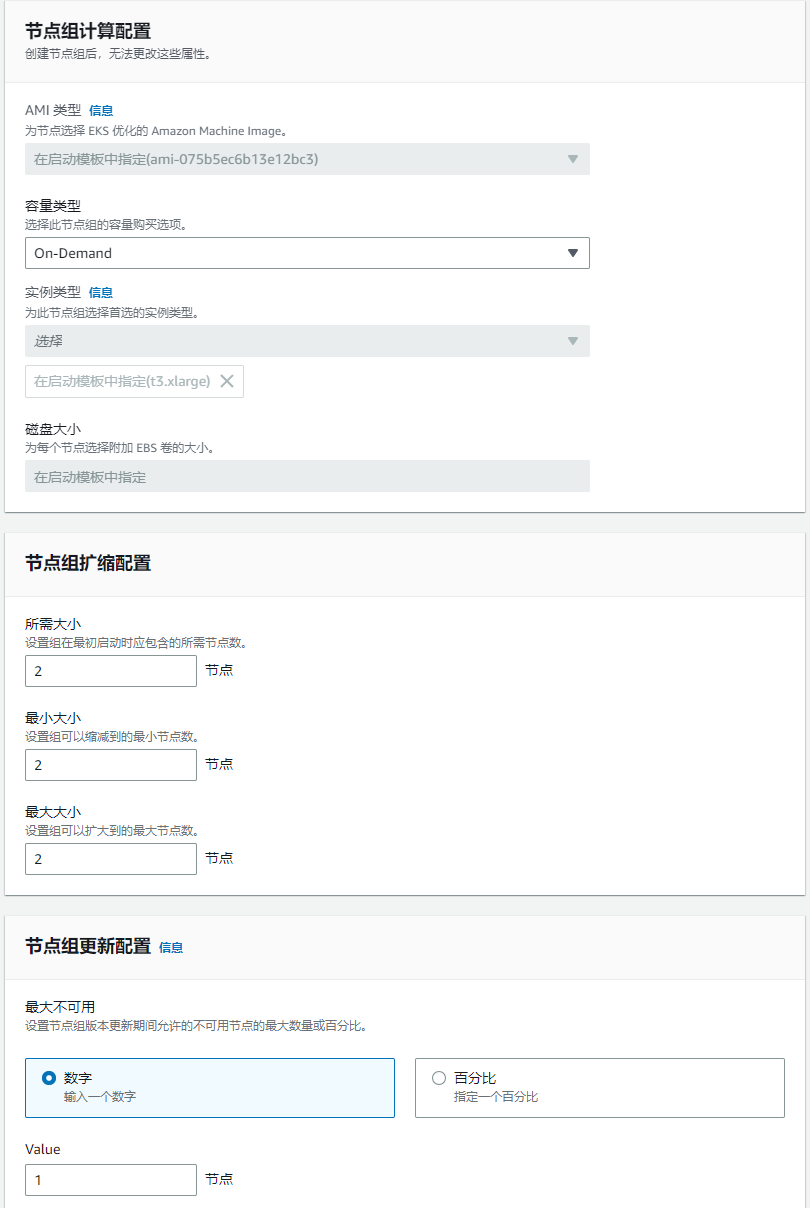 节点组计算配置
创建节点组后，无法更改这些属性。
AMI 类型 信息
为节点选择 EKS 优化的 Amazon Machine Image。
在启动模板中指定(ami-075b5ec6b13e12bc3)
容量类型
选择此节点组的容量购买选项。
On-Demand
实例类型 信息
为此节点组选择首选的实例类型。
选择
在启动模板中指定(t3.xlarge)
磁盘大小
为每个节点选择附加 EBS 卷的大小。
在启动模板中指定
节点组扩缩配置
所需大小
设置组在最初启动时应包含的所需节点数。
2 节点
最小大小
设置组可以缩减到的最小节点数。
2 节点
最大大小
设置组可以扩大到的最大节点数。
2 节点
节点组更新配置 信息
最大不可用
设置节点组版本更新期间允许的不可用节点的最大数量或百分比。
数字
输入一个数字
百分比
指定一个百分比
Value
1 节点